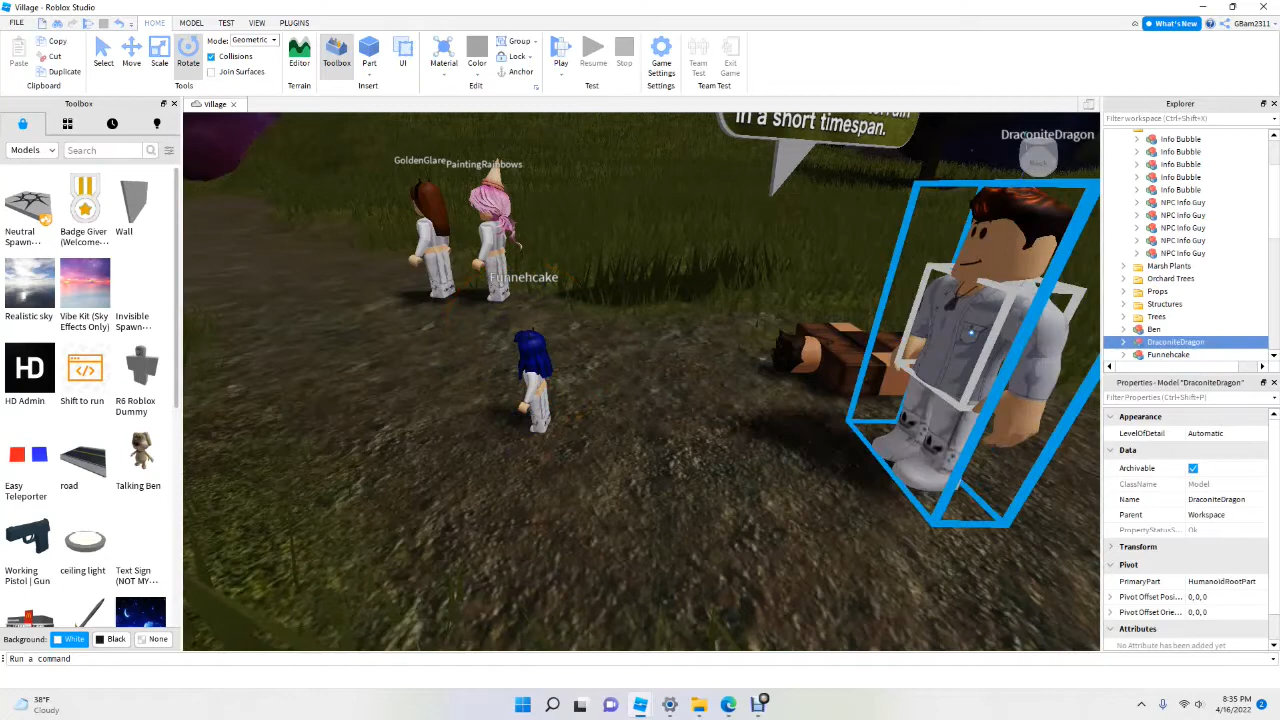 Village - Roblox Studio
FILE HOME MODEL TEST VIEW PLUGINS What's New GBam2311
Paste Copy Cut Duplicate Clipboard
Select Move Scale Rotate Mode: Geometric Collisions Join Surfaces Tools
Editor Terrain
Toolbox Part UI Insert
Material Color Group Lock Anchor Edit
Play Resume Stop Test
Game Settings Settings
Team Test Exit Game Team Test
Toolbox
Models Search
Neutral Spawn··· Badge Giver (Welcome··· Wall
Realistic sky Vibe Kit (Sky Effects Only) Invisible Spawn···
HD
HD Admin Shift to run R6 Roblox Dummy
Easy Teleporter road Talking Ben
Working Pistol | Gun ceiling light Text Sign (NOT MY···
Background: White Black None
Run a command
Village
in a short timespan.
DraconiteDragon
Back
GoldenGlare PaintingRainbows
Funnehcake
Explorer
Filter workspace (Ctrl+Shift+X)
Info Bubble
Info Bubble
Info Bubble
Info Bubble
Info Bubble
NPC Info Guy
NPC Info Guy
NPC Info Guy
NPC Info Guy
NPC Info Guy
Marsh Plants
Orchard Trees
Props
Structures
Trees
Ben
DraconiteDragon
Funnehcake
Properties - Model "DraconiteDragon"
Filter Properties (Ctrl+Shift+P)
Appearance
LevelOfDetail Automatic
Data
Archivable
ClassName Model
Name DraconiteDragon
Parent Workspace
PropertyStatusS... Ok
Transform
Pivot
PrimaryPart HumanoidRootPart
Pivot Offset Posi... 0,0,0
Pivot Offset Orie... 0,0,0
Attributes
No Attribute has been added yet
38°F
Cloudy
8:35 PM
4/16/2022
2